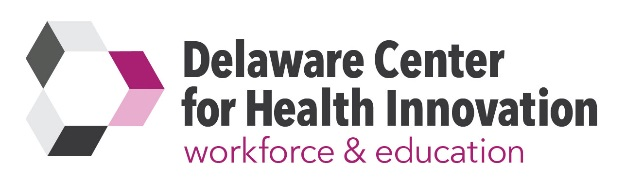 Delaware Center
for Health Innovation
workforce & education